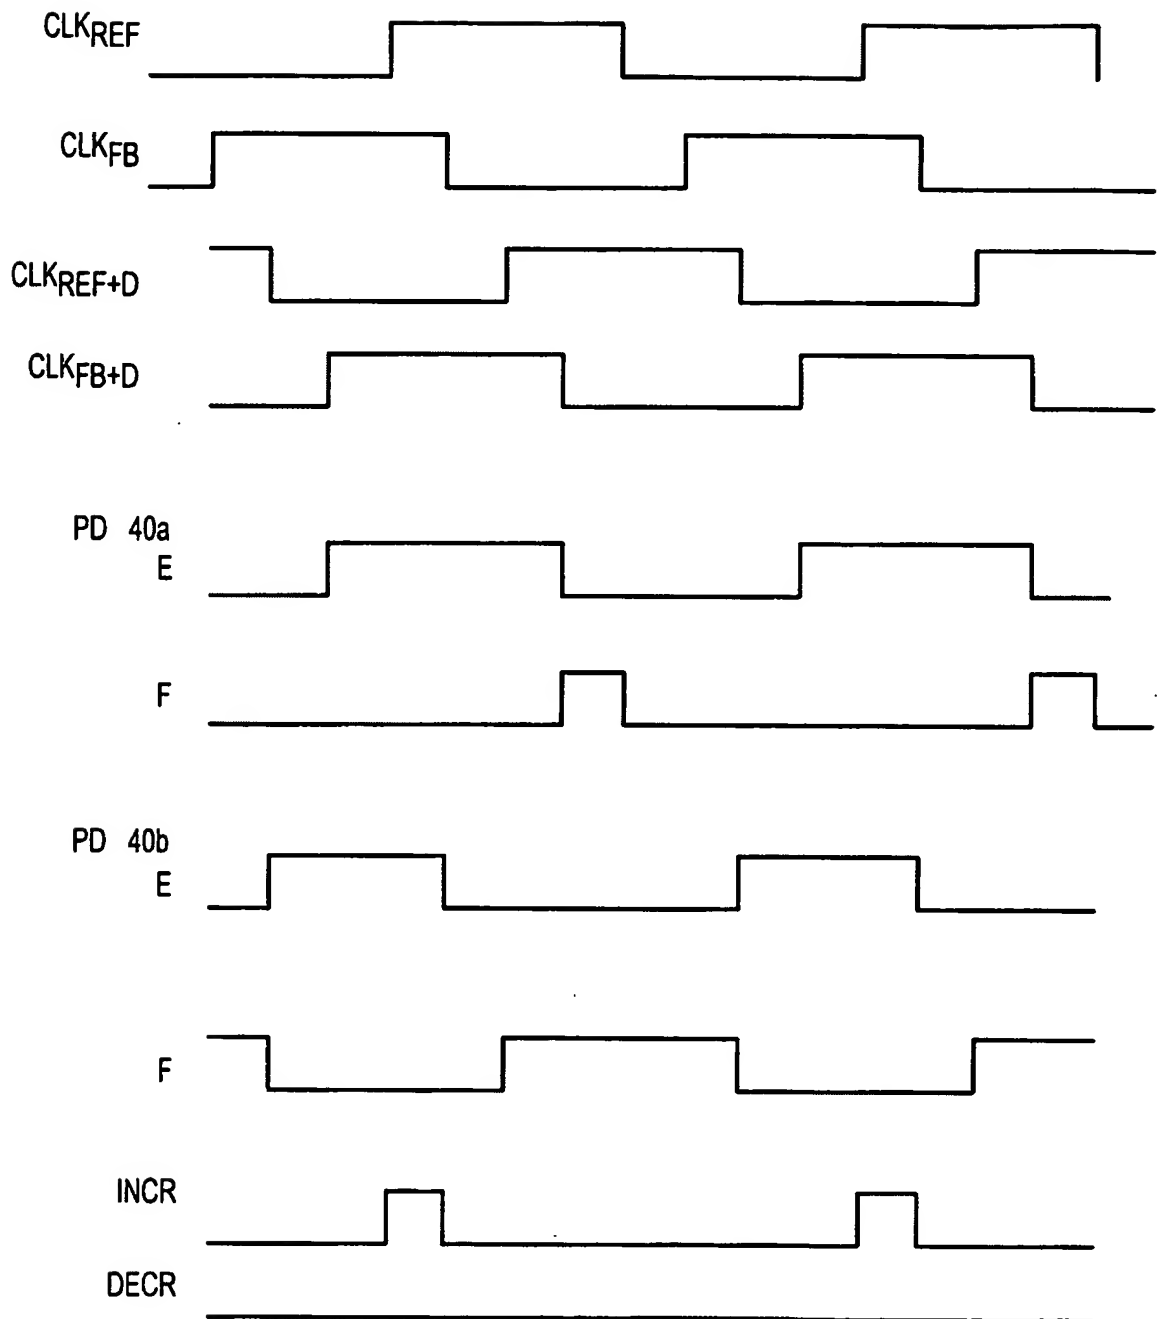 CLKREF
CLKFB
CLKREF+D
CLKFB+D
PD 40a
E
F
PD 40b
E
F
INCR
DECR